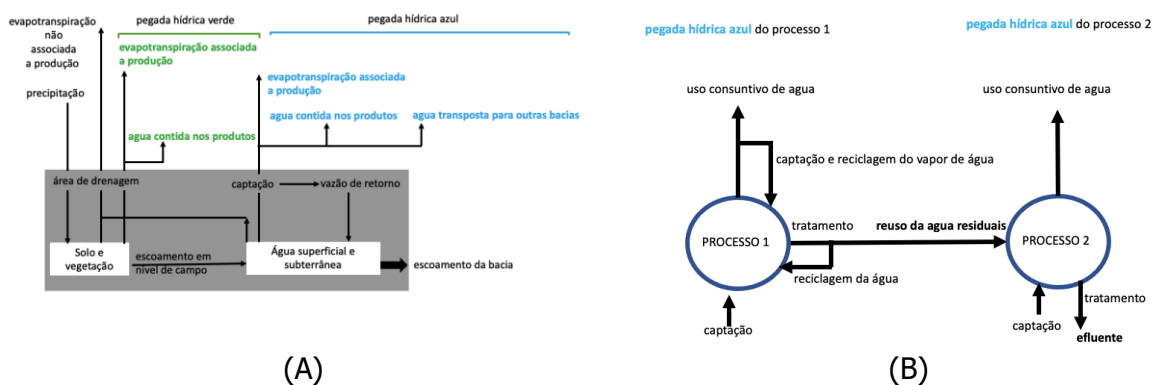 evapotranspiração
não
associada
a produção
pegada hídrica verde
pegada hídrica azul
evapotranspiração associada
a produção
evapotranspiração associada
a produção
precipitação
agua contida nos produtos
agua contida nos produtos
agua transposta para outras bacias
área de drenagem
captação
vazão de retorno
Solo e
vegetação
escoamento em
nível de campo
Água superficial e
subterrânea
escoamento da bacia
(A)
pegada hídrica azul do processo 1
pegada hídrica azul do processo 2
uso consuntivo de agua
uso consuntivo de agua
captação e reciclagem do vapor de água
tratamento
reuso da agua residuais
PROCESSO 1
PROCESSO 2
reciclagem da água
captação
captação
tratamento
efluente
(B)